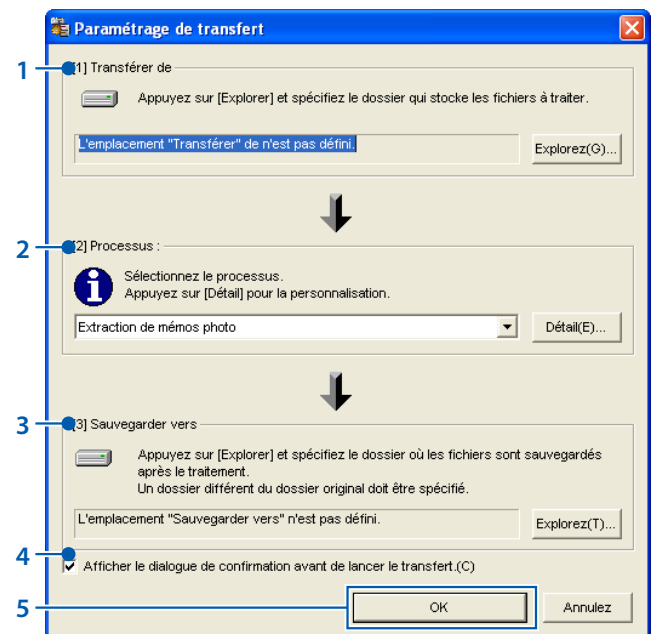 Paramétrage de transfert
1
[1] Transférer de
Appuyez sur [Explorer] et spécifiez le dossier qui stocke les fichiers à traiter.
L'emplacement "Transférer" de n'est pas défini.
Explorez(G)...
2
[2] Processus :
Sélectionnez le processus.
Appuyez sur [Détail] pour la personnalisation.
Extraction de mémos photo
Détail(E)...
3
[3] Sauvegarder vers
Appuyez sur [Explorer] et spécifiez le dossier où les fichiers sont sauvegardés
après le traitement.
Un dossier différent du dossier original doit être spécifié.
L'emplacement "Sauvegarder vers" n'est pas défini.
Explorez(T)...
4
Afficher le dialogue de confirmation avant de lancer le transfert.(C)
5
OK
Annulez